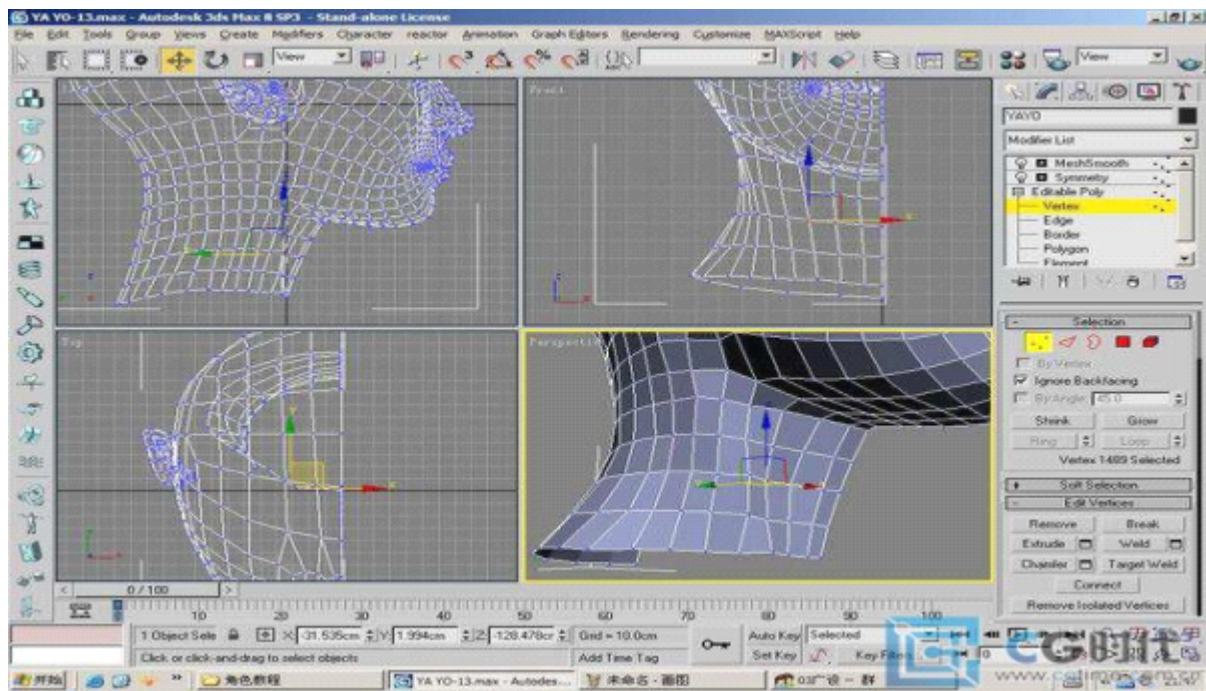 YA YO-13.max - Autodesk 3ds Max 8 SP3 - Stand-alone License
File Edit Tools Group Views Create Modifiers Character reactor Animation Graph Editors Rendering Customize MAXScript Help
View
View
Front
Top
Perspective
YAYO
Modifier List
MeshSmooth
Symmetry
Editable Poly
Vertex
Edge
Border
Polygon
Element
Selection
By Vertex
Ignore Backfacing
By Angle: 45.0
Shrink Grow
Ring Loop
Vertex 1489 Selected
Soft Selection
Edit Vertices
Remove Break
Extrude Weld
Chamfer Target Weld
Connect
Remove Isolated Vertices
0 / 100
10 20 30 40 50 60 70 80 90 100
1 Object Sele X: -31.535cm Y: 1.994cm Z: -128.478cm Grid = 10.0cm
Auto Key Selected
Set Key Key Filters...
0
Click or click-and-drag to select objects Add Time Tag
CG时代
www.cgtimo.com.cn
开始
角色教程
YA YO-13.max - Autodes...
未命名 - 画图